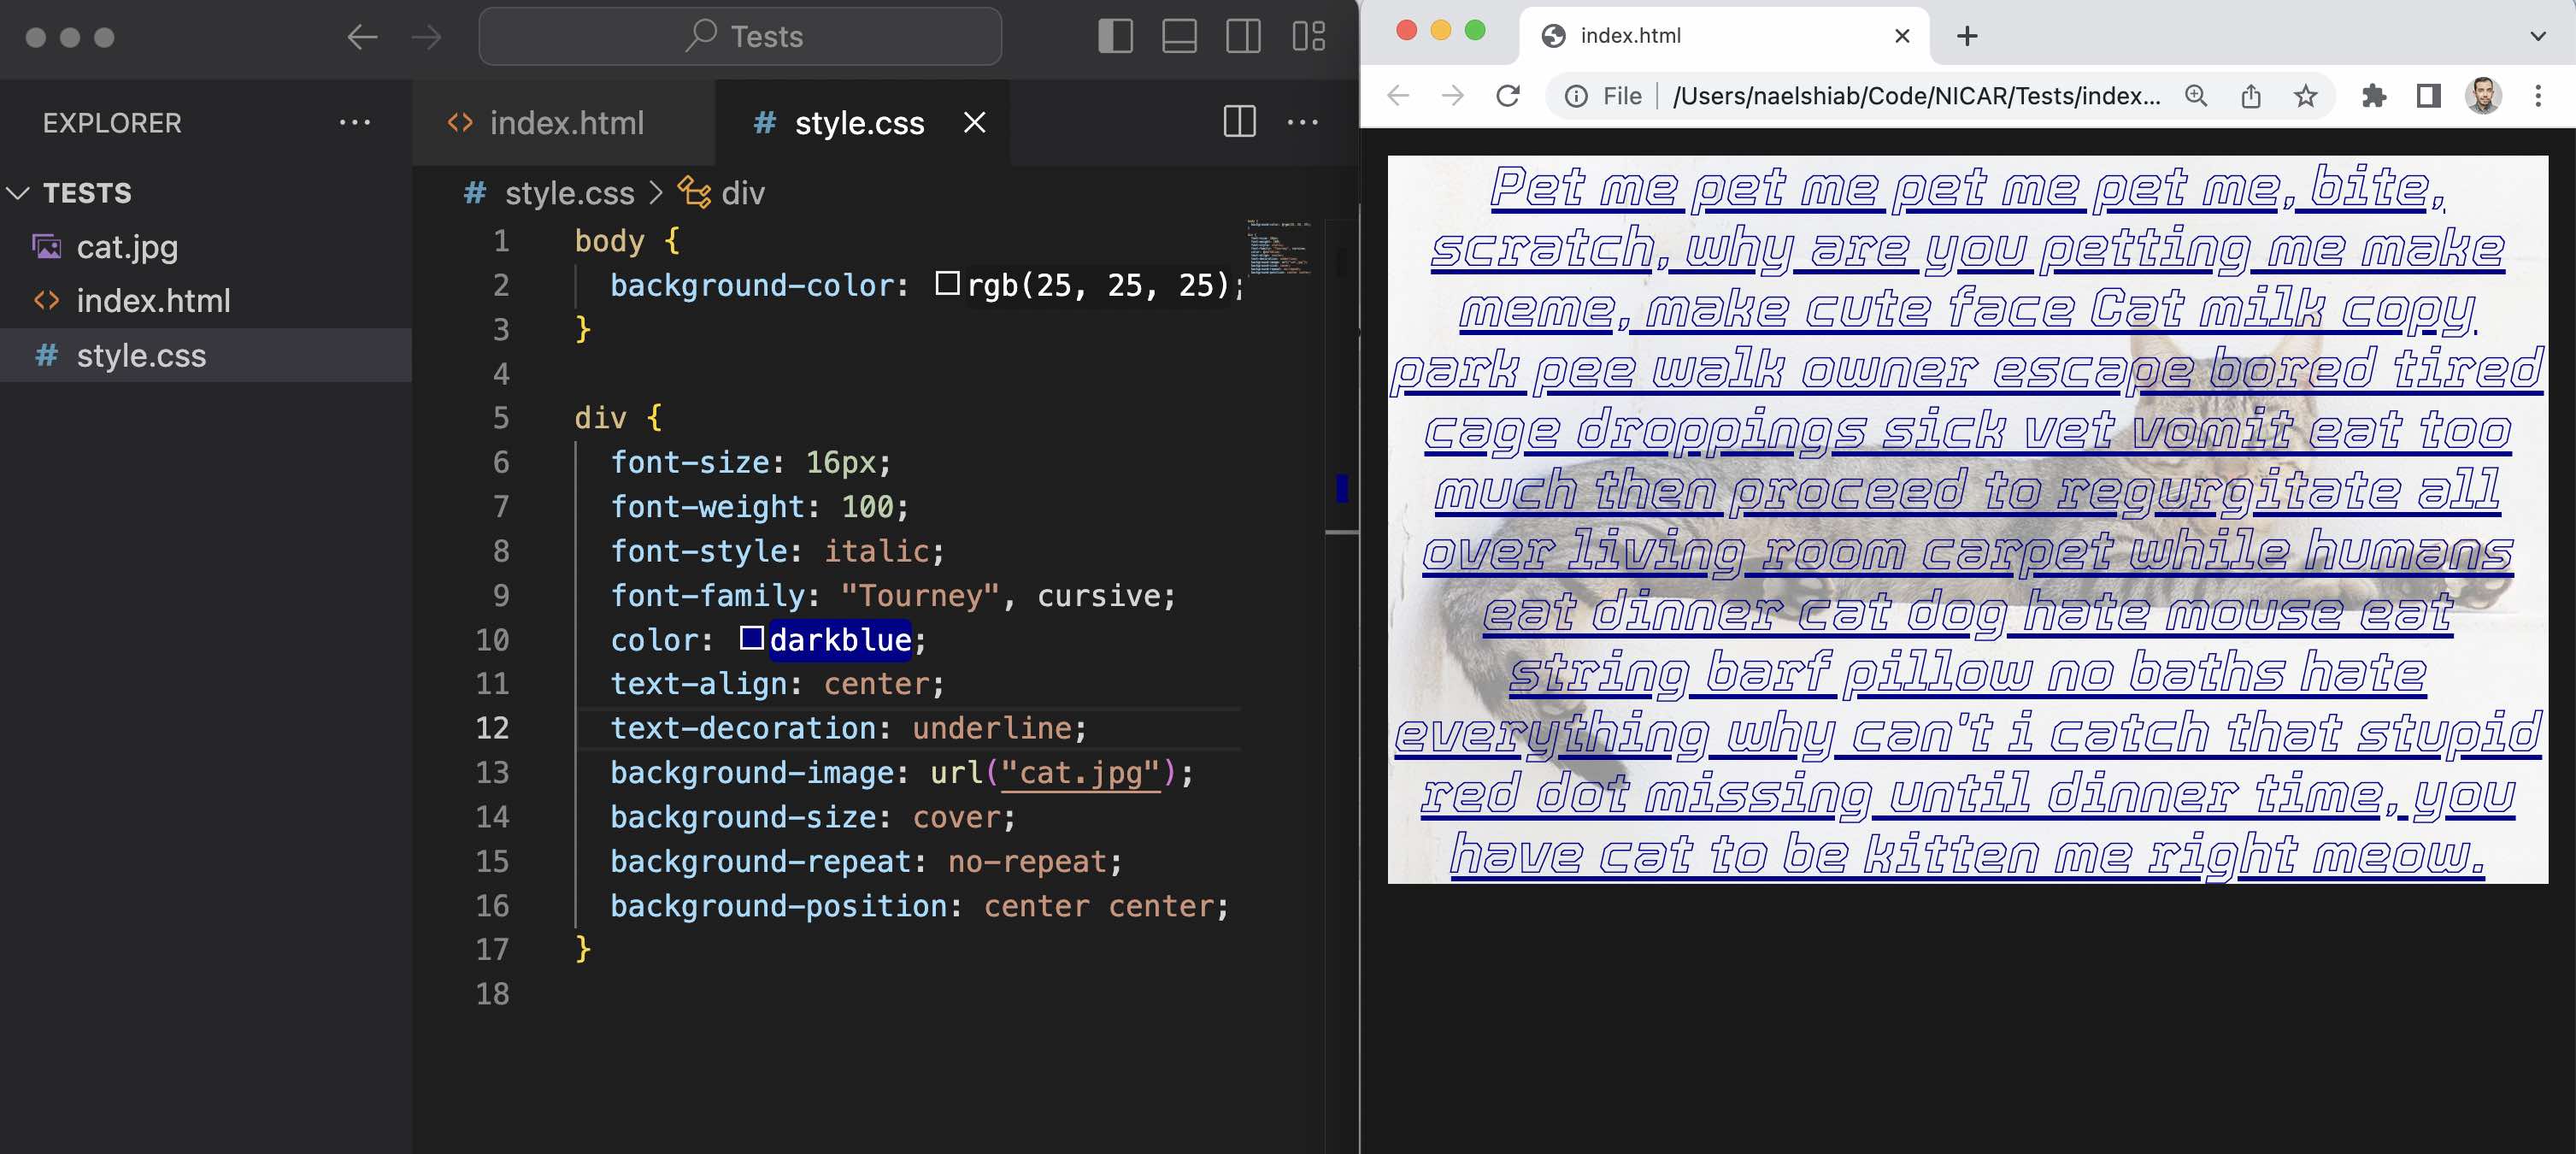 Tests
EXPLORER
TESTS
cat.jpg
index.html
style.css
index.html
style.css
style.css > div
1 body {
2 background-color: rgb(25, 25, 25);
3 }
4
5 div {
6 font-size: 16px;
7 font-weight: 100;
8 font-style: italic;
9 font-family: "Tourney", cursive;
10 color: darkblue;
11 text-align: center;
12 text-decoration: underline;
13 background-image: url("cat.jpg");
14 background-size: cover;
15 background-repeat: no-repeat;
16 background-position: center center;
17 }
18
index.html
File | /Users/naelshiab/Code/NICAR/Tests/index...
Pet me pet me pet me pet me, bite,
scratch, why are you petting me make
meme, make cute face Cat milk copy
park pee walk owner escape bored tired
cage droppings sick vet vomit eat too
much then proceed to regurgitate all
over living room carpet while humans
eat dinner cat dog hate mouse eat
string barf pillow no baths hate
everything why can't i catch that stupid
red dot missing until dinner time, you
have cat to be kitten me right meow.